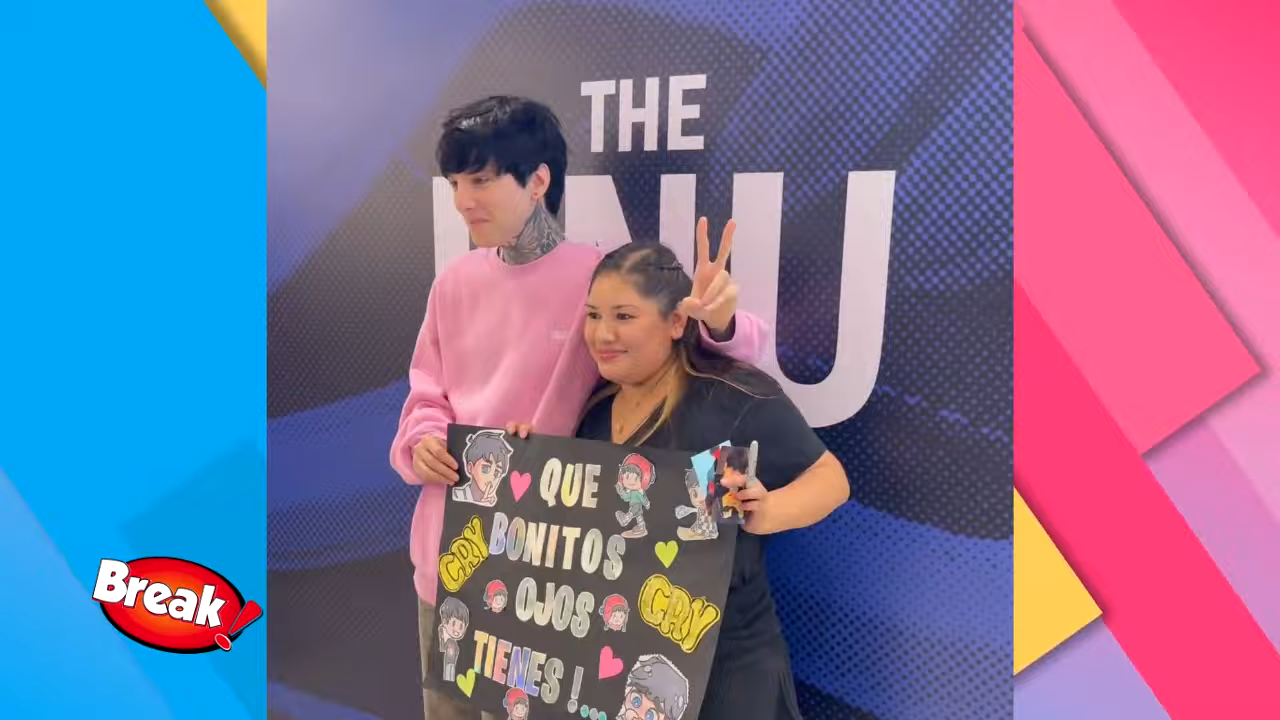 THE
QUE
BONITOS
CRY
OJOS
CRY
TIENES!...
Break!